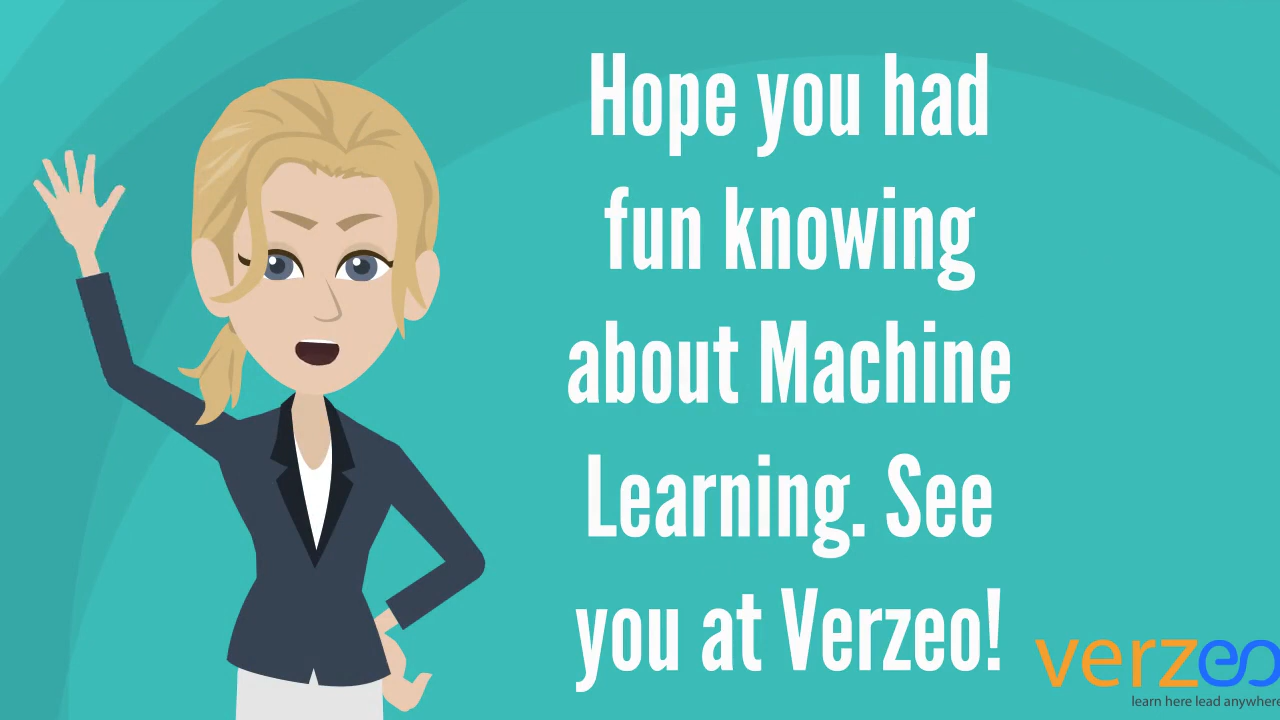 Hope you had
fun knowing
about Machine
Learning. See
you at Verzeo!
verzeo
learn here lead anywhere